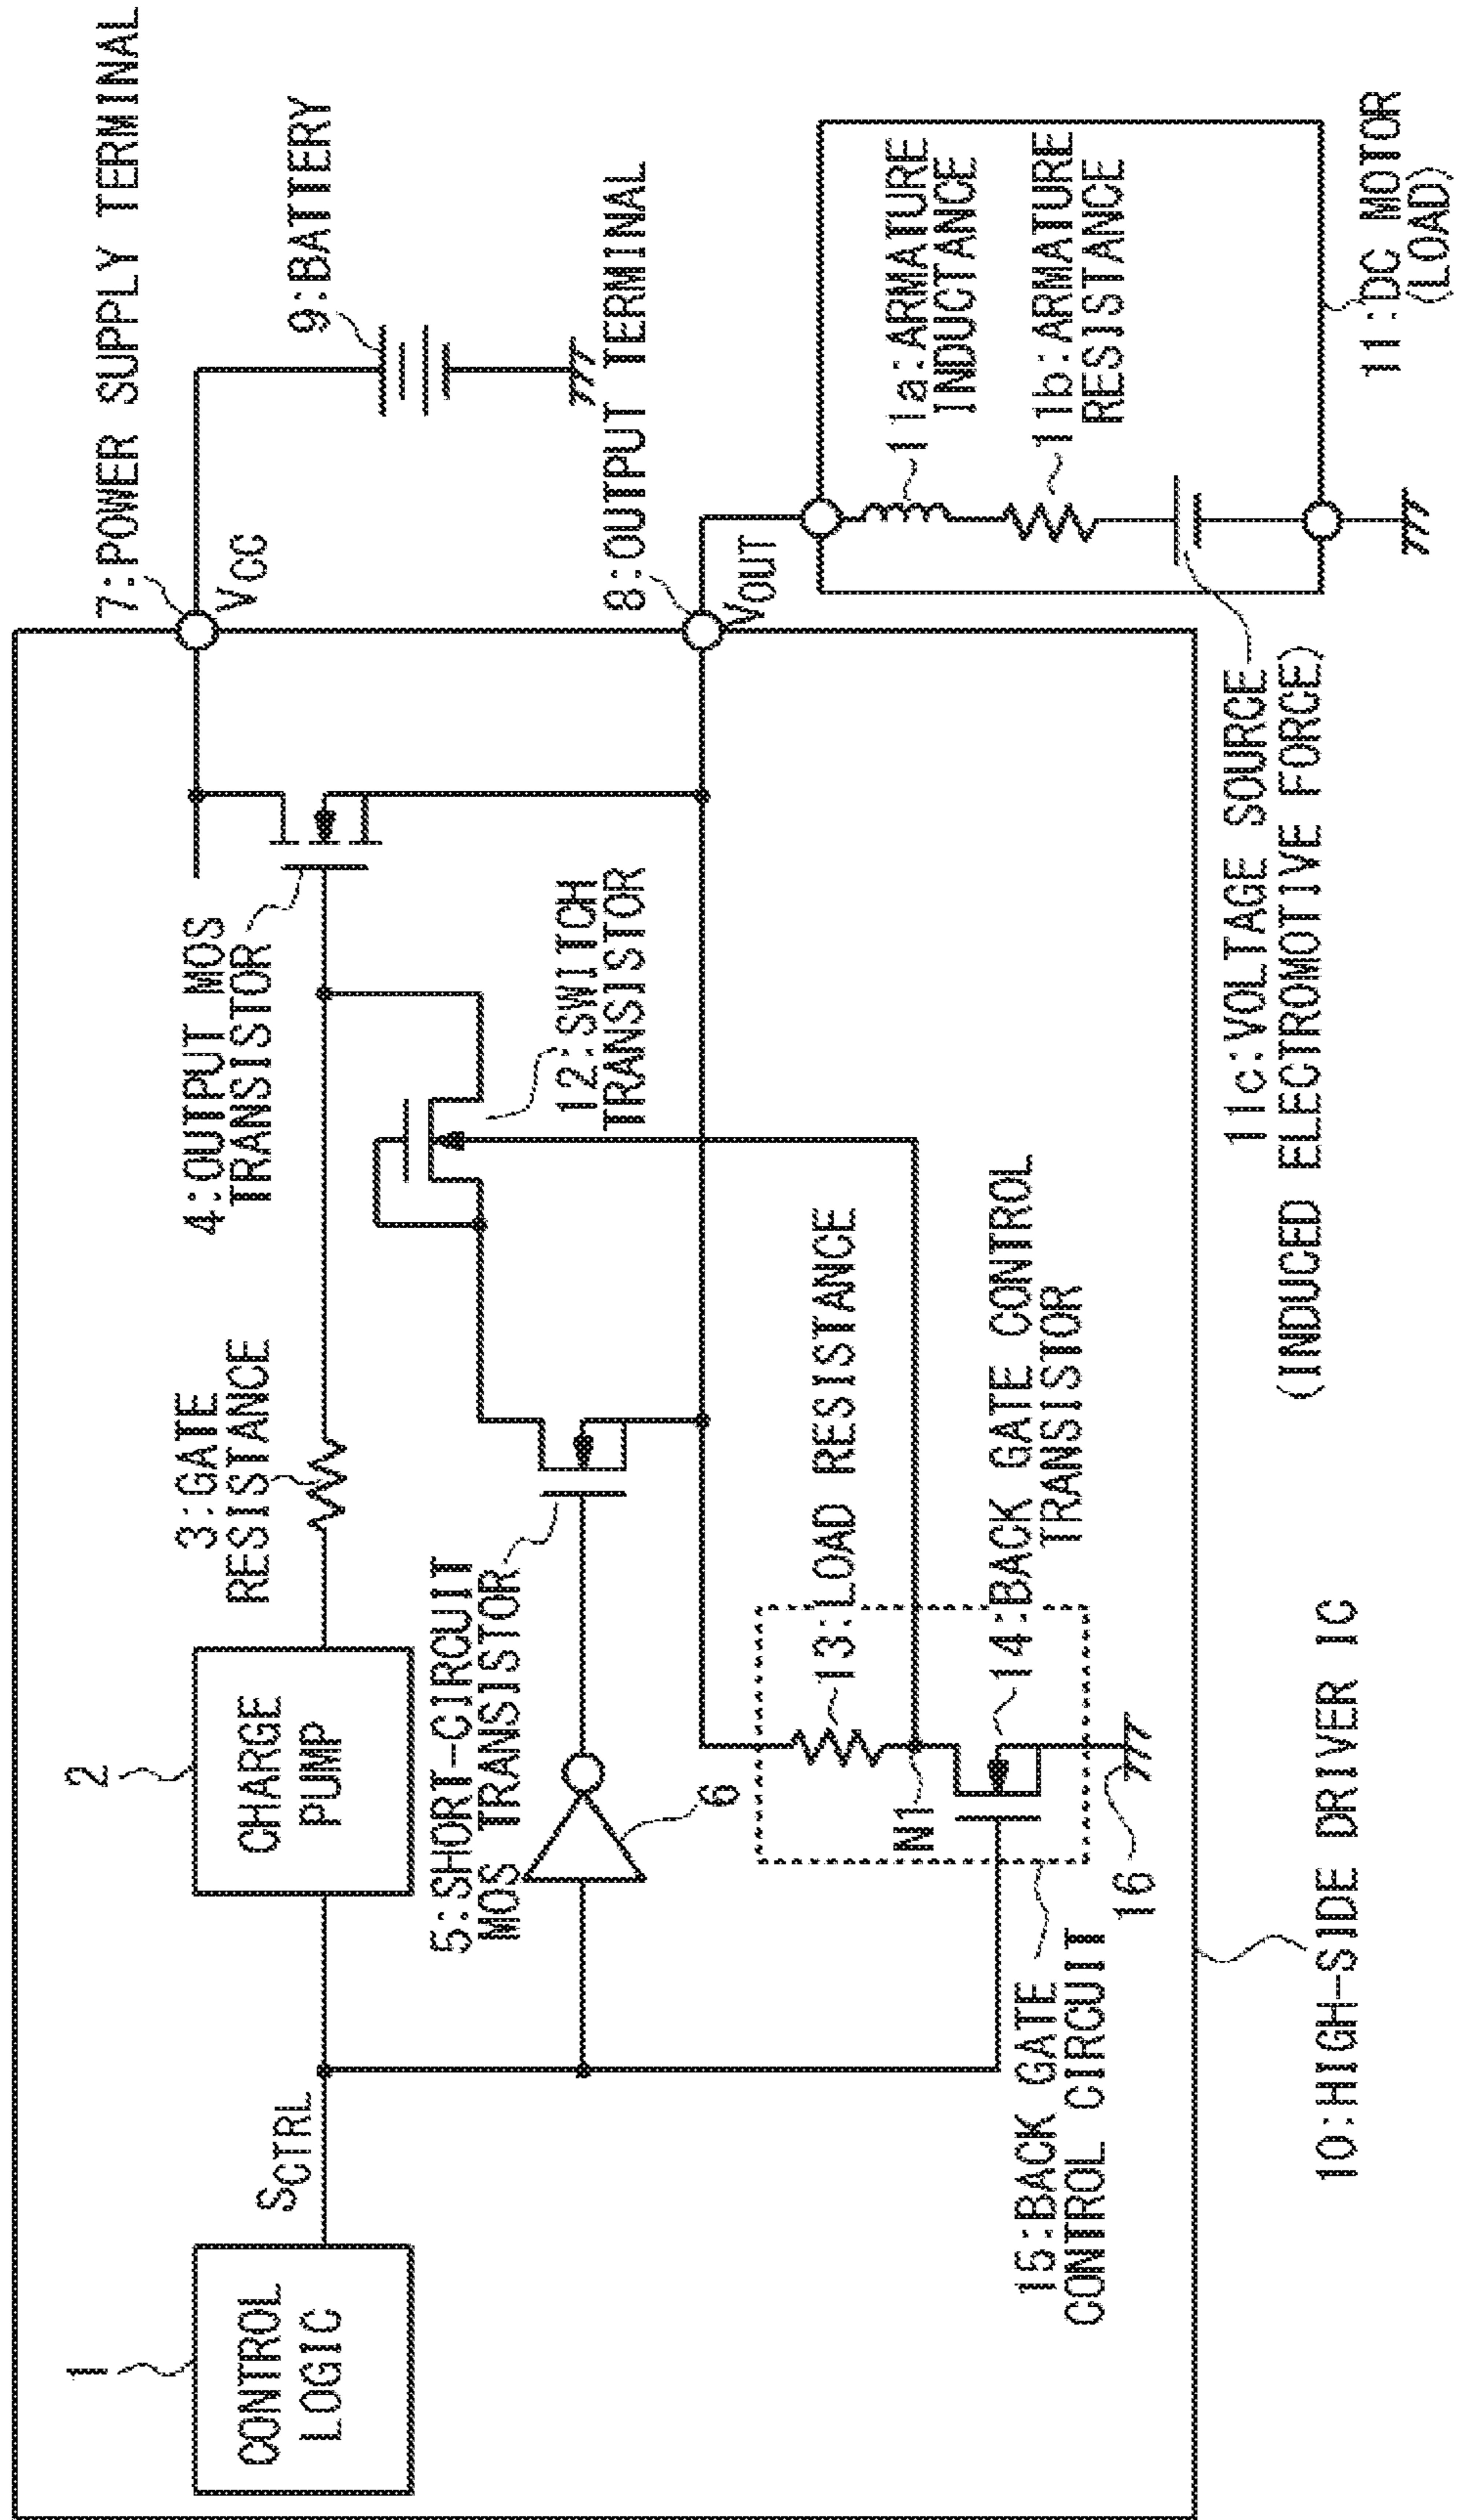 1
CONTROL
LOGIC
SCTRL
2
CHARGE
PUMP
3:GATE
RESISTANCE
4:OUTPUT MOS
TRANSISTOR
7:POWER SUPPLY TERMINAL
VCC
9:BATTERY
5:SHORT-CIRCUIT
MOS TRANSISTOR
6
12:SWITCH
TRANSISTOR
8:OUTPUT TERMINAL
VOUT
13:LOAD RESISTANCE
N1
14:BACK GATE CONTROL
TRANSISTOR
15:BACK GATE
CONTROL CIRCUIT
16
11a:ARMATURE
INDUCTANCE
11b:ARMATURE
RESISTANCE
11c:VOLTAGE SOURCE
(INDUCED ELECTROMOTIVE FORCE)
11:DC MOTOR
(LOAD)
10:HIGH-SIDE DRIVER IC